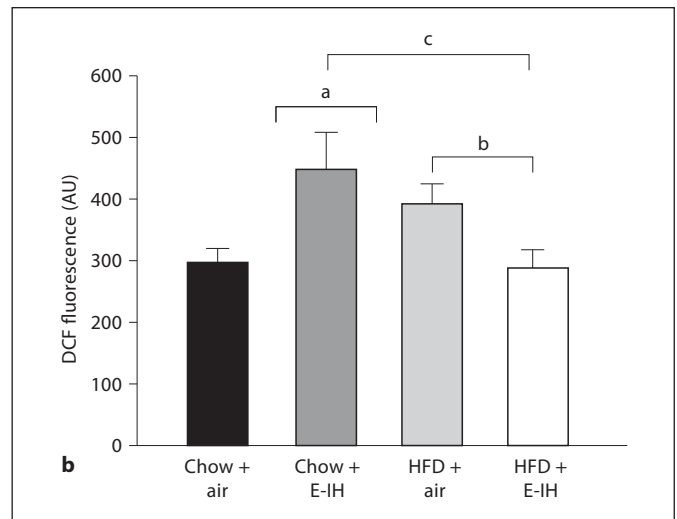 c
600
a
500
b
400
DCF fluorescence (AU)
300
200
100
0
b
Chow +
air
Chow +
E-IH
HFD +
air
HFD +
E-IH